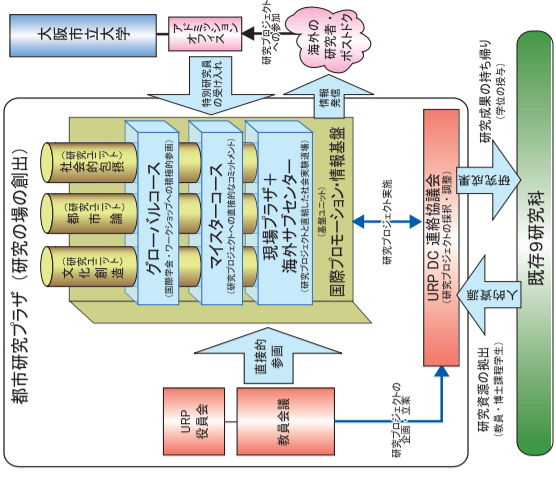 大阪市立大学
アドミッション
オフィス
研究プロジェクト
への参加
海外の
研究者・
ポストドク
特別研究員
の受け入れ
情報
発信
都市研究プラザ（研究の場の創出）
（研究ユニット）
社会的包摂
（研究ユニット）
都市論
（研究ユニット）
文化創造
グローバルコース
（国際学会・ワークショップへの積極的参画）
マイスターコース
（研究プロジェクトへの直接的なコミットメント）
現場プラザ＋
海外サブセンター
（研究プロジェクトと直結した社会実験道場）
（基盤ユニット）
国際プロモーション・情報基盤
直接的
参画
URP
役員会
教員会議
研究プロジェクトの
企画・立案
研究プロジェクト実施
URP DC 連絡協議会
（研究プロジェクトの採択・調整）
研究成果の持ち帰り
（学位の授与）
研究成果
人的資源
研究資源の拠出
（教員・博士課程学生）
既存9研究科